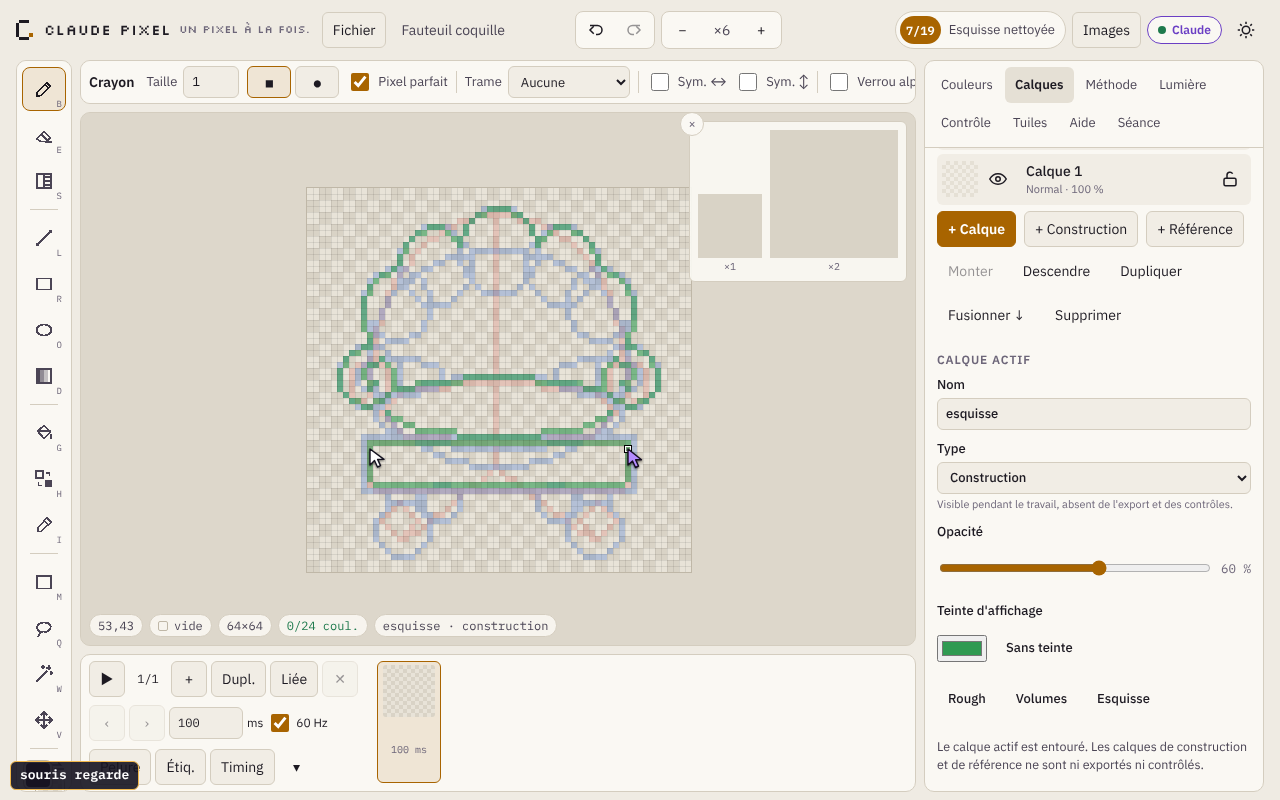 CLAUDE PIXEL UN PIXEL À LA FOIS. Fichier Fauteuil coquille − ×6 + 7/19 Esquisse nettoyée Images Claude
Crayon Taille 1 Pixel parfait Trame Aucune Sym. ↔ Sym. ↕ Verrou alp
B
E
S
L
R
O
D
G
H
I
M
Q
W
V
×
×1 ×2
53,43 vide 64×64 0/24 coul. esquisse · construction
1/1 + Dupl. Liée ✕
‹ › 100 ms 60 Hz
Étiq. Timing ▼
100 ms
souris regarde
Couleurs Calques Méthode Lumière
Contrôle Tuiles Aide Séance
Calque 1
Normal · 100 %
+ Calque + Construction + Référence
Monter Descendre Dupliquer
Fusionner ↓ Supprimer
CALQUE ACTIF
Nom
esquisse
Type
Construction
Visible pendant le travail, absent de l'export et des contrôles.
Opacité
60 %
Teinte d'affichage
Sans teinte
Rough Volumes Esquisse
Le calque actif est entouré. Les calques de construction
et de référence ne sont ni exportés ni contrôlés.